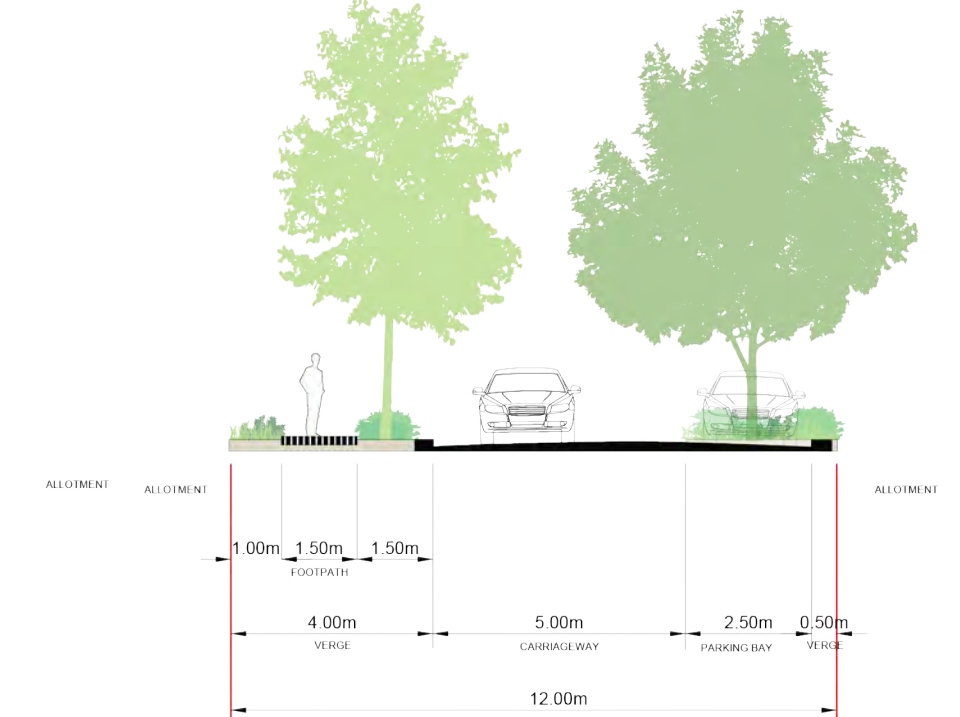 ALLOTMENT
ALLOTMENT
ALLOTMENT
1.00m 1.50m 1.50m
FOOTPATH
4.00m 5.00m 2.50m 0.50m
VERGE CARRIAGEWAY PARKING BAY VERGE
12.00m